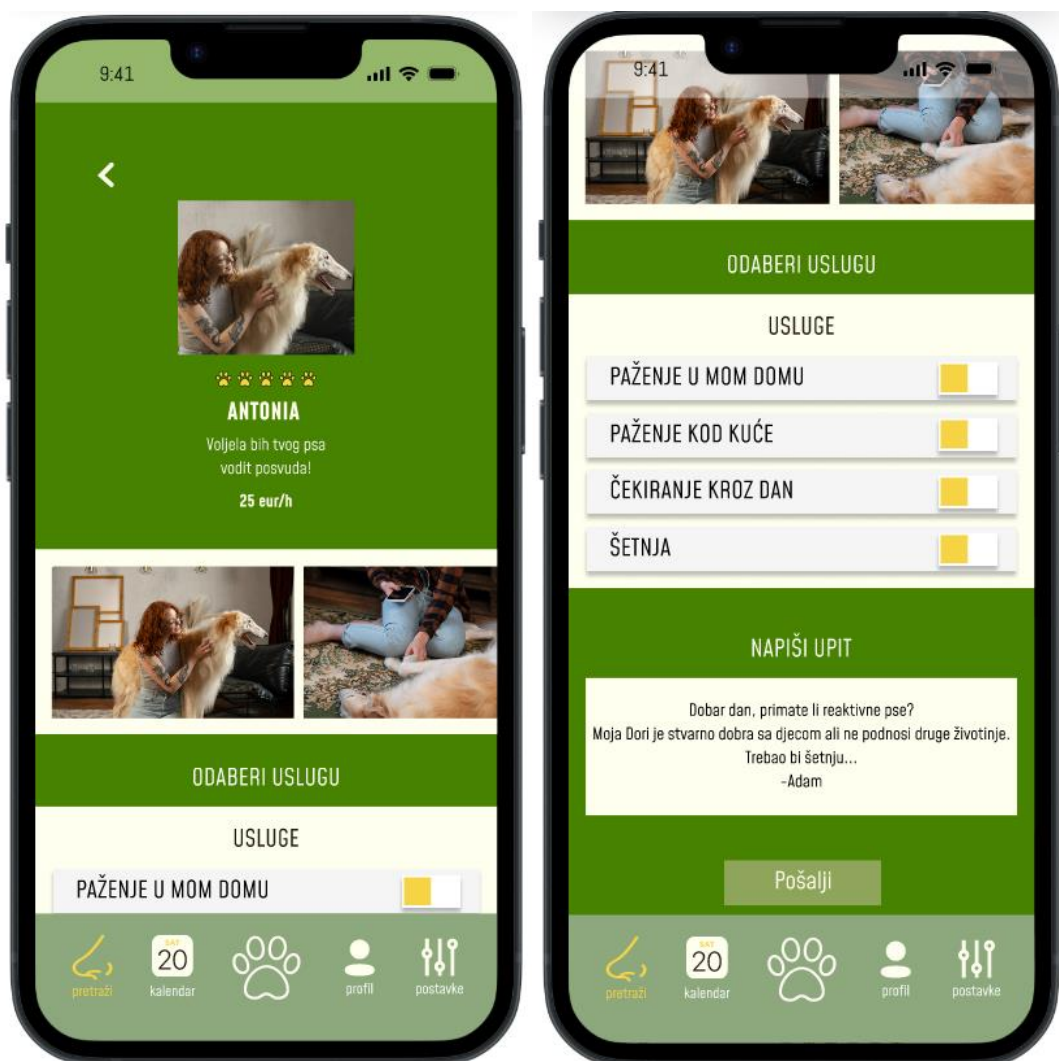 9:41
ANTONIA
Voljela bih tvog psa
vodit posvuda!
25 eur/h
ODABERI USLUGU
USLUGE
PAŽENJE U MOM DOMU
pretraži
SAT
20
kalendar
profil
postavke
9:41
ODABERI USLUGU
USLUGE
PAŽENJE U MOM DOMU
PAŽENJE KOD KUĆE
ČEKIRANJE KROZ DAN
ŠETNJA
NAPIŠI UPIT
Dobar dan, primate li reaktivne pse?
Moja Dori je stvarno dobra sa djecom ali ne podnosi druge životinje.
Trebao bi šetnju...
-Adam
Pošalji
pretraži
SAT
20
kalendar
profil
postavke